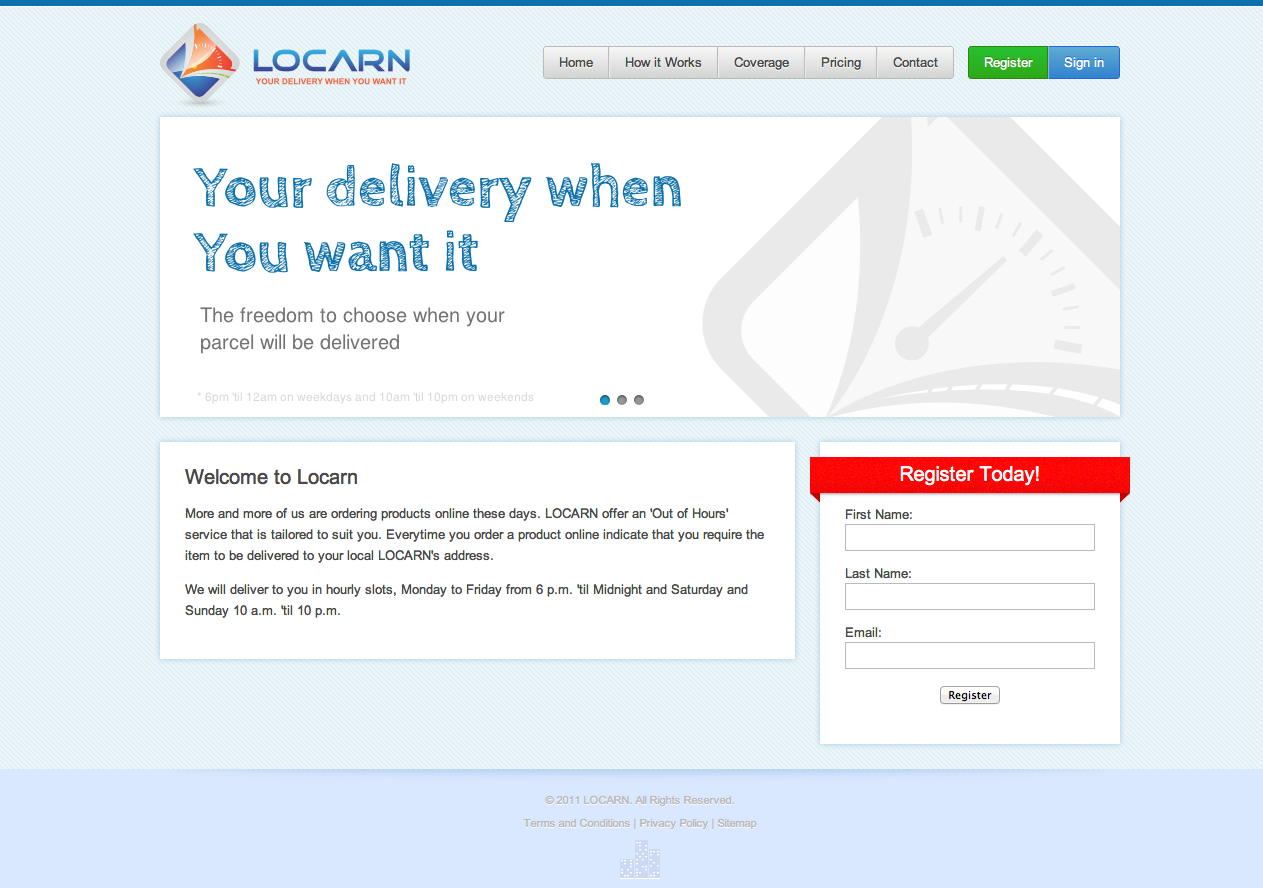 LOCARN
YOUR DELIVERY WHEN YOU WANT IT
Home
How it Works
Coverage
Pricing
Contact
Register
Sign in
Your delivery when
You want it
The freedom to choose when your
parcel will be delivered
* 6pm 'til 12am on weekdays and 10am 'til 10pm on weekends
Welcome to Locarn
More and more of us are ordering products online these days. LOCARN offer an 'Out of Hours'
service that is tailored to suit you. Everytime you order a product online indicate that you require the
item to be delivered to your local LOCARN's address.
We will deliver to you in hourly slots, Monday to Friday from 6 p.m. 'til Midnight and Saturday and
Sunday 10 a.m. 'til 10 p.m.
Register Today!
First Name:
Last Name:
Email:
Register
© 2011 LOCARN. All Rights Reserved.
Terms and Conditions | Privacy Policy | Sitemap